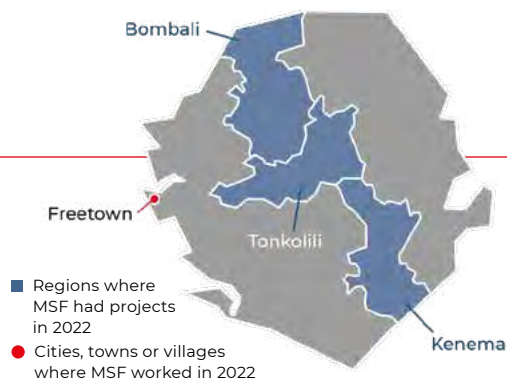 Bombali
Freetown
Tonkolili
Regions where
MSF had projects
in 2022
Kenema
Cities, towns or villages
where MSF worked in 2022